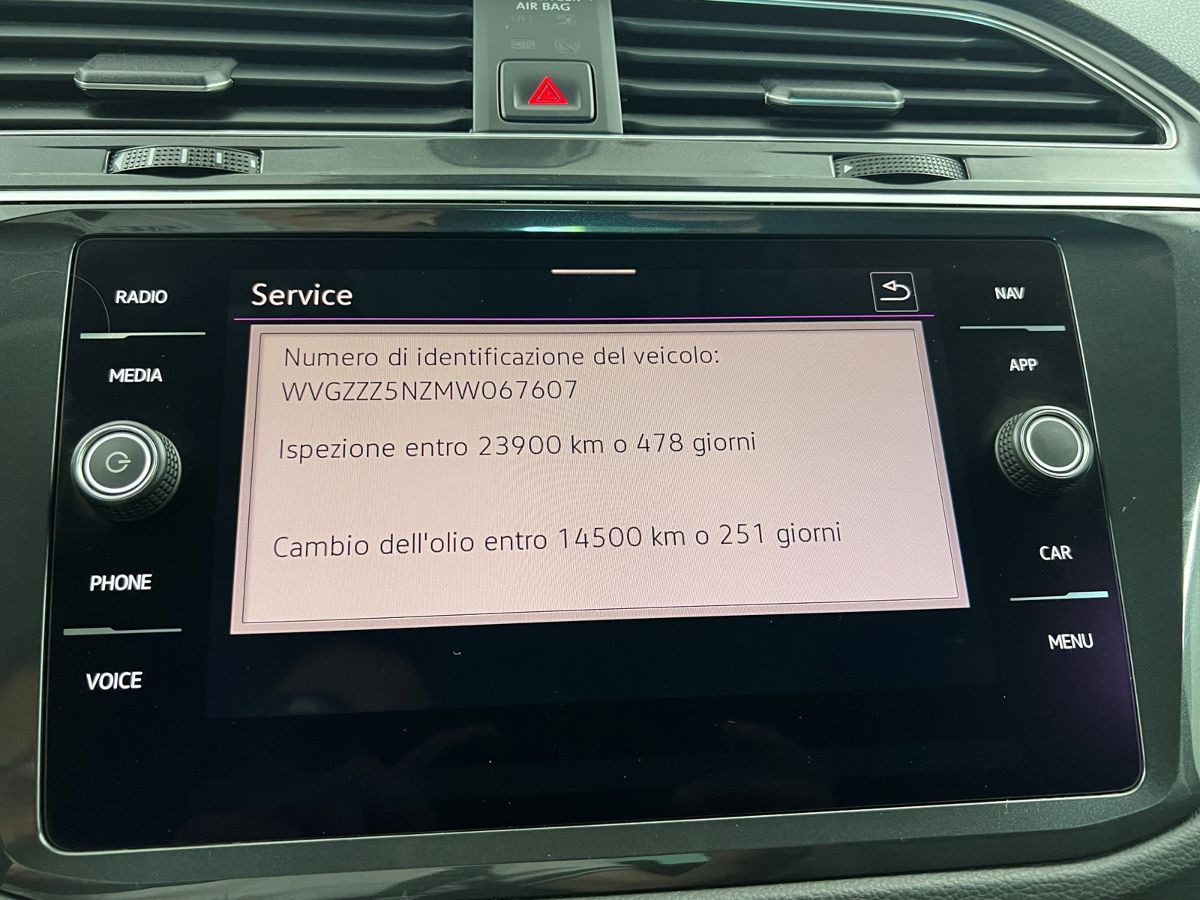 AIR BAG
Service
RADIO
MEDIA
PHONE
VOICE
NAV
APP
CAR
MENU
Numero di identificazione del veicolo:
WVGZZZ5NZMW067607
Ispezione entro 23900 km o 478 giorni
Cambio dell'olio entro 14500 km o 251 giorni